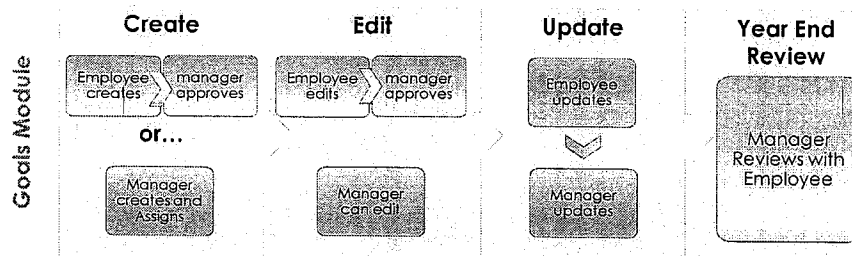 Goals Module
Create
Employee
creates
manager
approves
or...
Manager
creates and
Assigns
Edit
Employee
edits
manager
approves
Manager
can edit
Update
Employee
updates
Manager
updates
Year End
Review
Manager
Reviews with
Employee